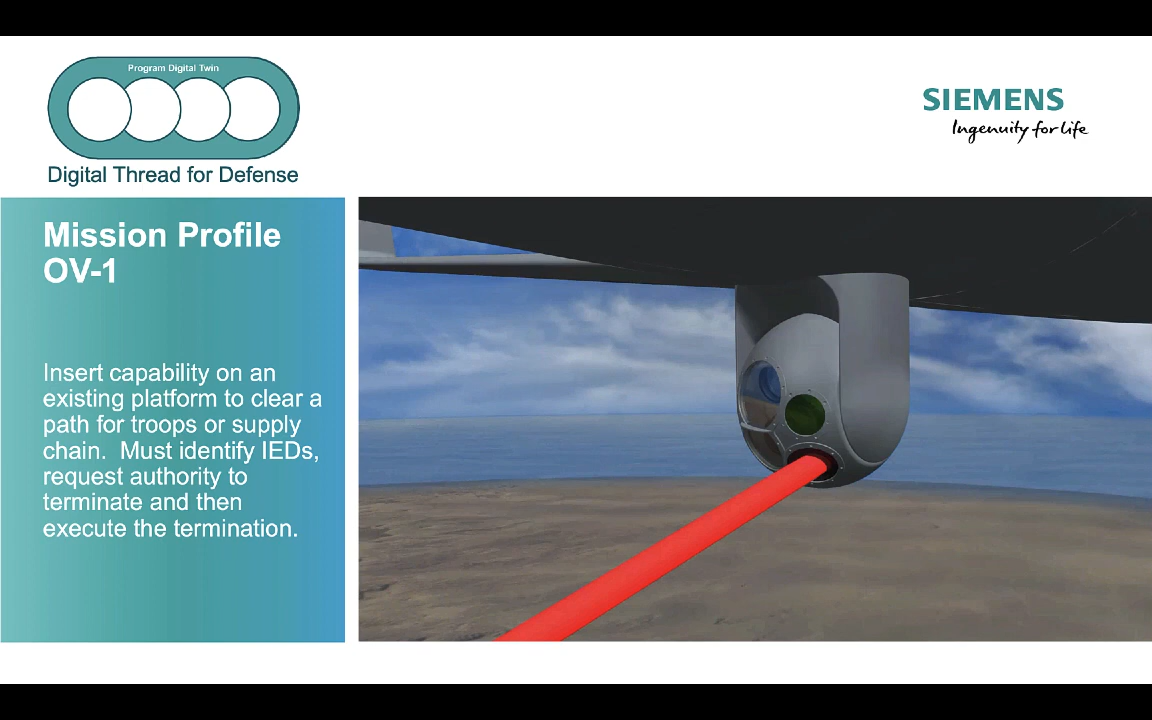 Program Digital Twin
Digital Thread for Defense
SIEMENS
Ingenuity for life
Mission Profile
OV-1
Insert capability on an
existing platform to clear a
path for troops or supply
chain.  Must identify IEDs,
request authority to
terminate and then
execute the termination.